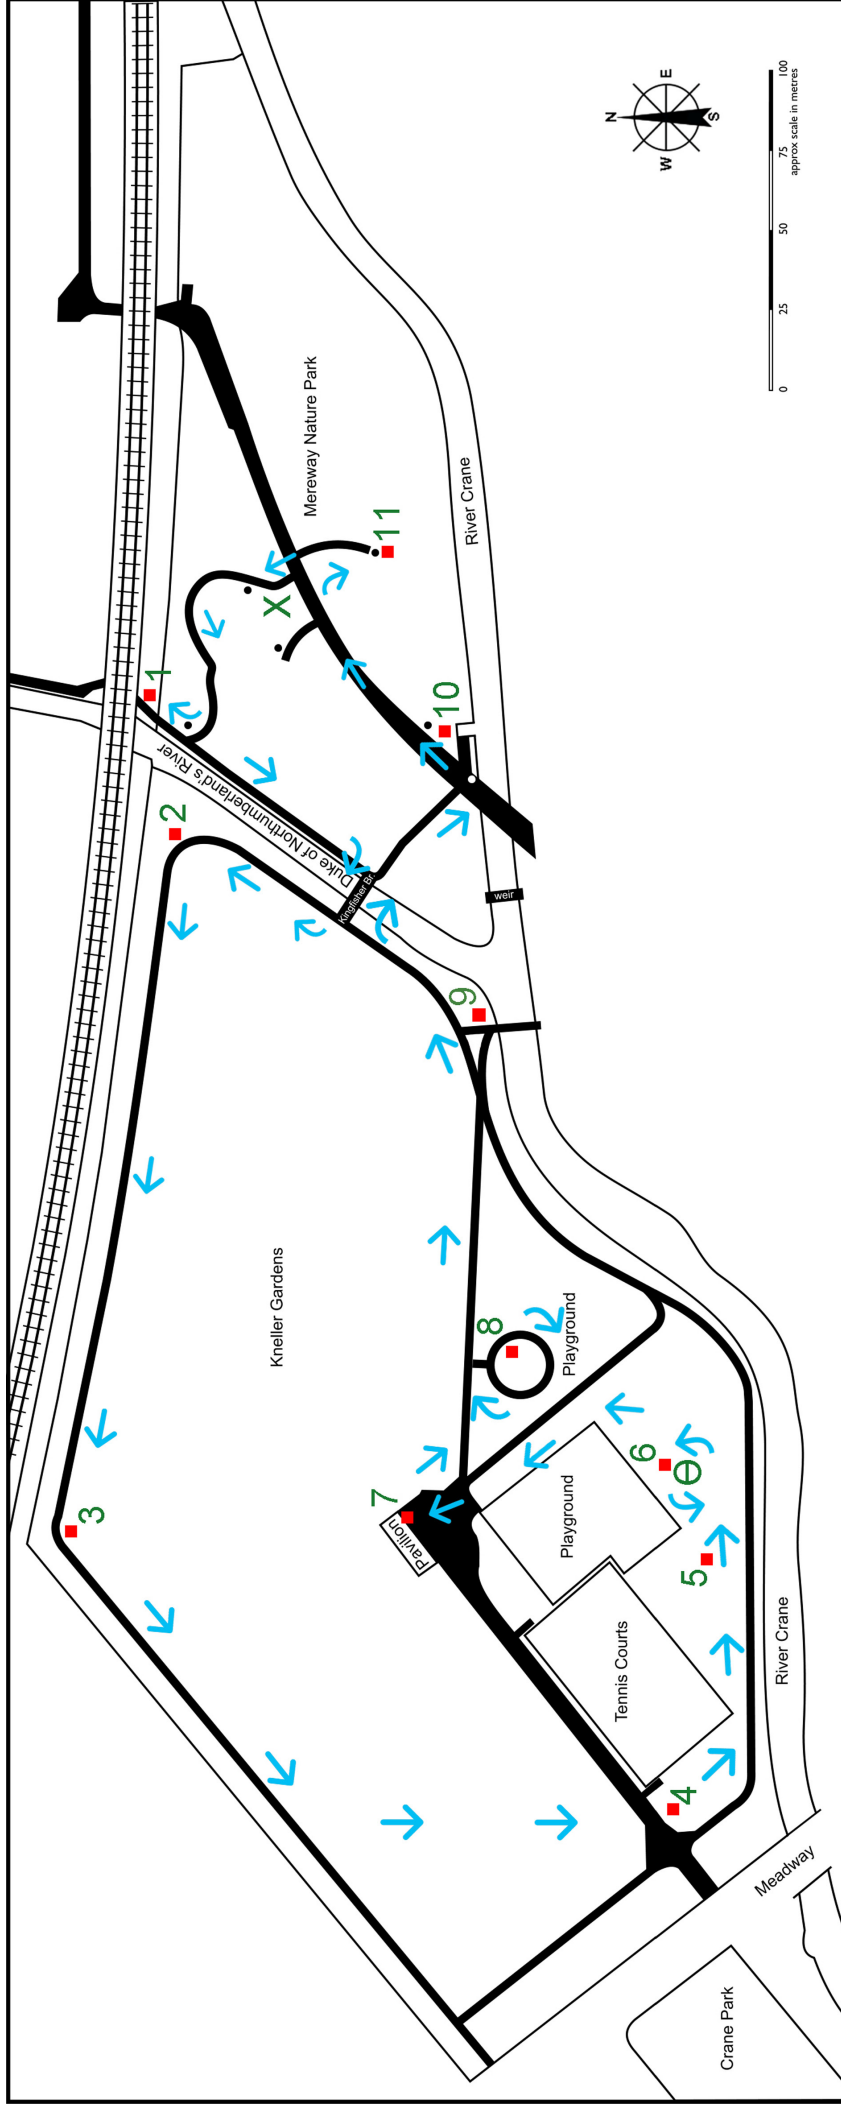 3
2
1
Duke of Northumberland's River
Kingfisher Br.
Kneller Gardens
X
Mereway Nature Park
11
10
9
weir
River Crane
7
Pavilion
8
Playground
Playground
6
Θ
5
Tennis Courts
4
River Crane
Meadway
Crane Park
N
W
E
S
0
25
50
75
100
approx scale in metres